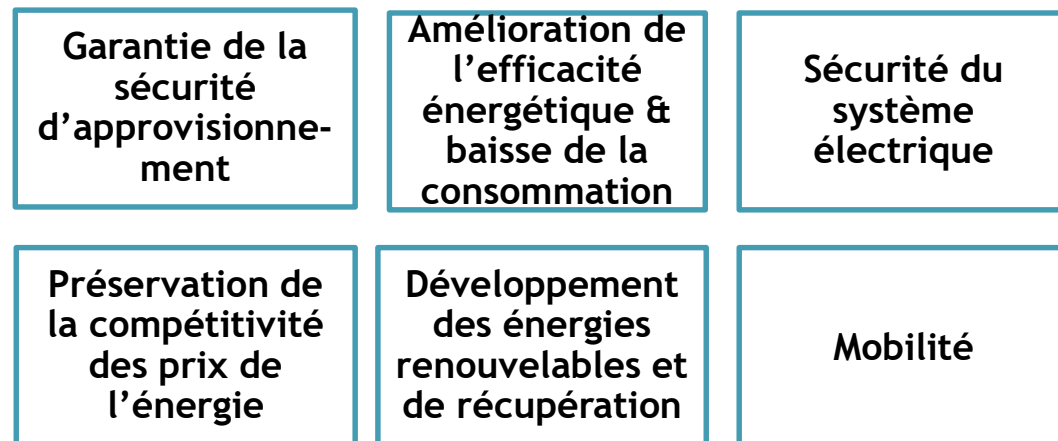 Garantie de la
sécurité
d’approvisionne-
ment
Amélioration de
l’efficacité
énergétique &
baisse de la
consommation
Sécurité du
système
électrique
Préservation de
la compétitivité
des prix de
l’énergie
Développement
des énergies
renouvelables et
de récupération
Mobilité